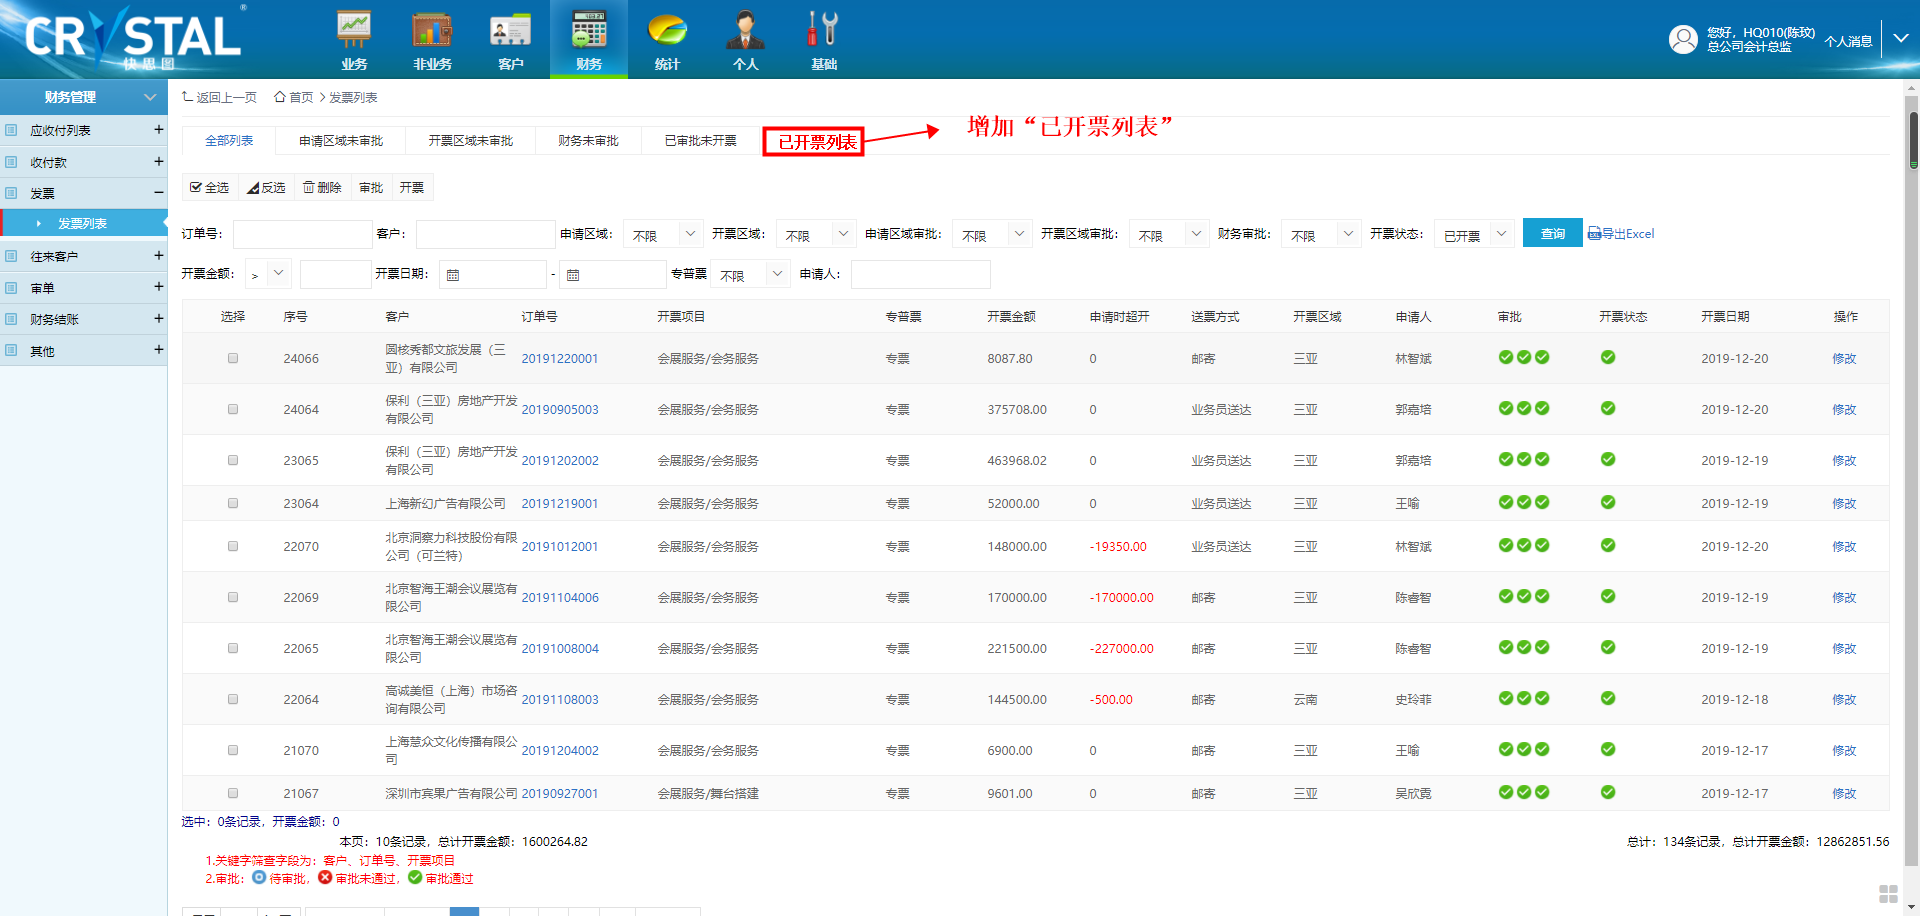 CRYSTAL ®
快思图
业务 非业务 客户 财务 统计 个人 基础
您好，HQ010(陈玟)
总公司会计总监
个人消息
财务管理
应收付列表 +
收付款 +
发票 −
发票列表
往来客户 +
审单 +
财务结账 +
其他 +
返回上一页 首页 > 发票列表
全部列表 申请区域未审批 开票区域未审批 财务未审批 已审批未开票 已开票列表
增加“已开票列表”
全选 反选 删除 审批 开票
订单号： 客户： 申请区域： 不限 开票区域： 不限 申请区域审批： 不限 开票区域审批： 不限 财务审批： 不限 开票状态： 已开票 查询 导出Excel
开票金额： > 开票日期： - 专普票 不限 申请人：
选择 序号 客户 订单号 开票项目 专普票 开票金额 申请时超开 送票方式 开票区域 申请人 审批 开票状态 开票日期 操作
24066 圆核秀都文旅发展（三亚）有限公司 20191220001 会展服务/会务服务 专票 8087.80 0 邮寄 三亚 林智斌 2019-12-20 修改
24064 保利（三亚）房地产开发有限公司 20190905003 会展服务/会务服务 专票 375708.00 0 业务员送达 三亚 郭嘉培 2019-12-20 修改
23065 保利（三亚）房地产开发有限公司 20191202002 会展服务/会务服务 专票 463968.02 0 业务员送达 三亚 郭嘉培 2019-12-19 修改
23064 上海新幻广告有限公司 20191219001 会展服务/会务服务 专票 52000.00 0 业务员送达 三亚 王喻 2019-12-19 修改
22070 北京洞察力科技股份有限公司（可兰特） 20191012001 会展服务/会务服务 专票 148000.00 -19350.00 业务员送达 三亚 林智斌 2019-12-20 修改
22069 北京智海王潮会议展览有限公司 20191104006 会展服务/会务服务 专票 170000.00 -170000.00 邮寄 三亚 陈睿智 2019-12-19 修改
22065 北京智海王潮会议展览有限公司 20191008004 会展服务/会务服务 专票 221500.00 -227000.00 邮寄 三亚 陈睿智 2019-12-19 修改
22064 高诚美恒（上海）市场咨询有限公司 20191108003 会展服务/会务服务 专票 144500.00 -500.00 邮寄 云南 史玲菲 2019-12-18 修改
21070 上海慧众文化传播有限公司 20191204002 会展服务/会务服务 专票 6900.00 0 邮寄 三亚 王喻 2019-12-17 修改
21067 深圳市宾果广告有限公司 20190927001 会展服务/舞台搭建 专票 9601.00 0 邮寄 三亚 吴欣霓 2019-12-17 修改
选中：0条记录，开票金额：0
本页：10条记录，总计开票金额：1600264.82
总计：134条记录，总计开票金额：12862851.56
1.关键字筛查字段为：客户、订单号、开票项目
2.审批： 待审批， 审批未通过， 审批通过